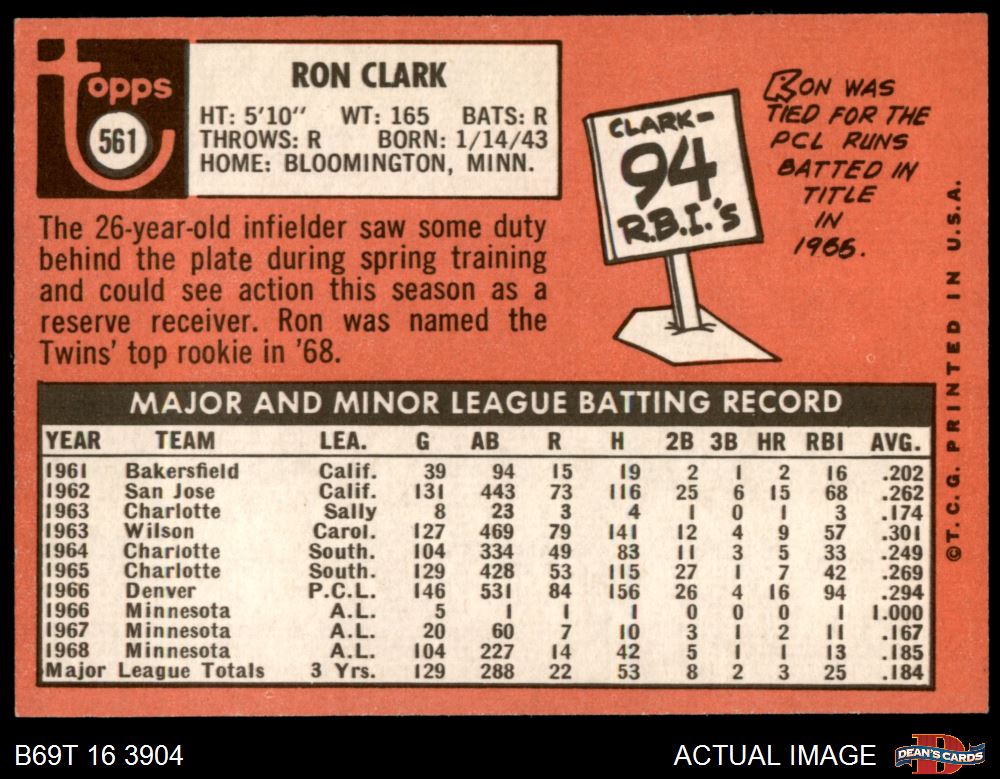 Topps
561
RON CLARK
HT: 5'10" WT: 165 BATS: R
THROWS: R BORN: 1/14/43
HOME: BLOOMINGTON, MINN.
The 26-year-old infielder saw some duty
behind the plate during spring training
and could see action this season as a
reserve receiver. Ron was named the
Twins' top rookie in '68.
CLARK-
94
R.B.I.'S
RON WAS
TIED FOR THE
PCL RUNS
BATTED IN
TITLE
IN
1966.
©T.C.G. PRINTED IN U.S.A.
MAJOR AND MINOR LEAGUE BATTING RECORD
YEAR TEAM LEA. G AB R H 2B 3B HR RBI AVG.
1961 Bakersfield Calif. 39 94 15 19 2 1 2 16 .202
1962 San Jose Calif. 131 443 73 116 25 6 15 68 .262
1963 Charlotte Sally 8 23 3 4 1 0 1 3 .174
1963 Wilson Carol. 127 469 79 141 12 4 9 57 .301
1964 Charlotte South. 104 334 49 83 11 3 5 33 .249
1965 Charlotte South. 129 428 53 115 27 1 7 42 .269
1966 Denver P.C.L. 146 531 84 156 26 4 16 94 .294
1966 Minnesota A.L. 5 1 1 1 0 0 0 1 1.000
1967 Minnesota A.L. 20 60 7 10 3 1 2 11 .167
1968 Minnesota A.L. 104 227 14 42 5 1 1 13 .185
Major League Totals 3 Yrs. 129 288 22 53 8 2 3 25 .184
B69T 16 3904
ACTUAL IMAGE
DEAN'S CARDS